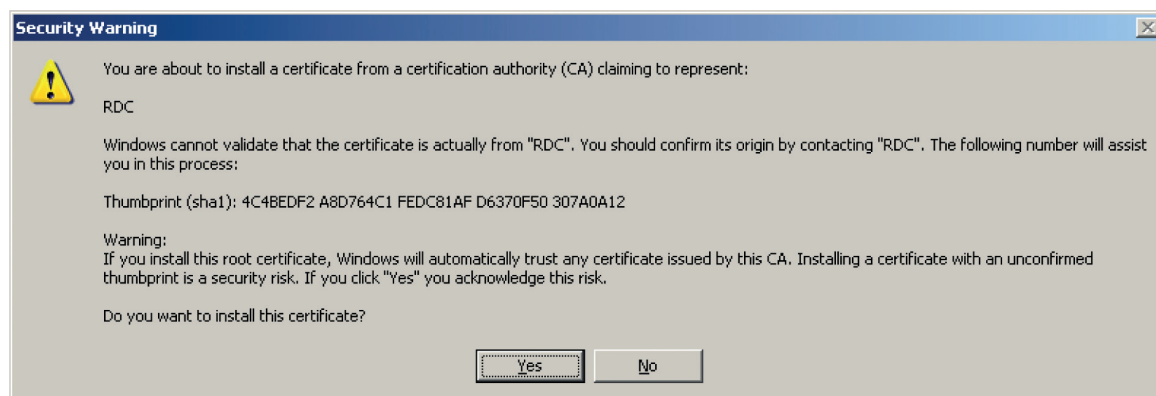 Security Warning
You are about to install a certificate from a certification authority (CA) claiming to represent:
RDC
Windows cannot validate that the certificate is actually from "RDC". You should confirm its origin by contacting "RDC". The following number will assist
you in this process:
Thumbprint (sha1): 4C4BEDF2 A8D764C1 FEDC81AF D6370F50 307A0A12
Warning:
If you install this root certificate, Windows will automatically trust any certificate issued by this CA. Installing a certificate with an unconfirmed
thumbprint is a security risk. If you click "Yes" you acknowledge this risk.
Do you want to install this certificate?
Yes
No